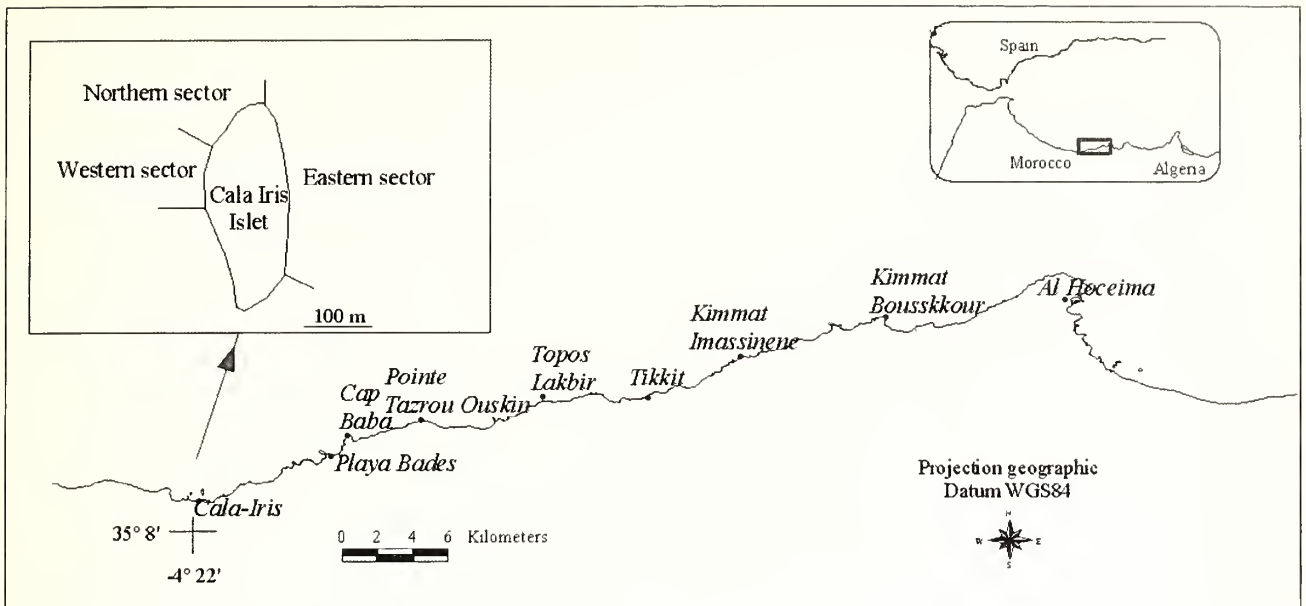 Northern sector
Western sector
Eastern sector
Cala Iris
Islet
100 m
Spain
Morocco
Algeria
Kimmat
Bousskkour
Al Hoceima
Kimmat
Imassinene
Topos
Lakbir
Tikkit
Pointe
Tazrou Ouskin
Cap
Baba
Playa Bades
Cala-Iris
35° 8'
-4° 22'
0 2 4 6 Kilometers
Projection geographic
Datum WGS84
N
W E
S